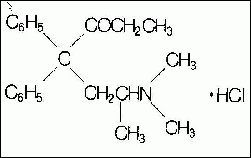 C₆H₅ COCH₂CH₃
C CH₃
C₆H₅ CH₂CHN •HCl
CH₃ CH₃